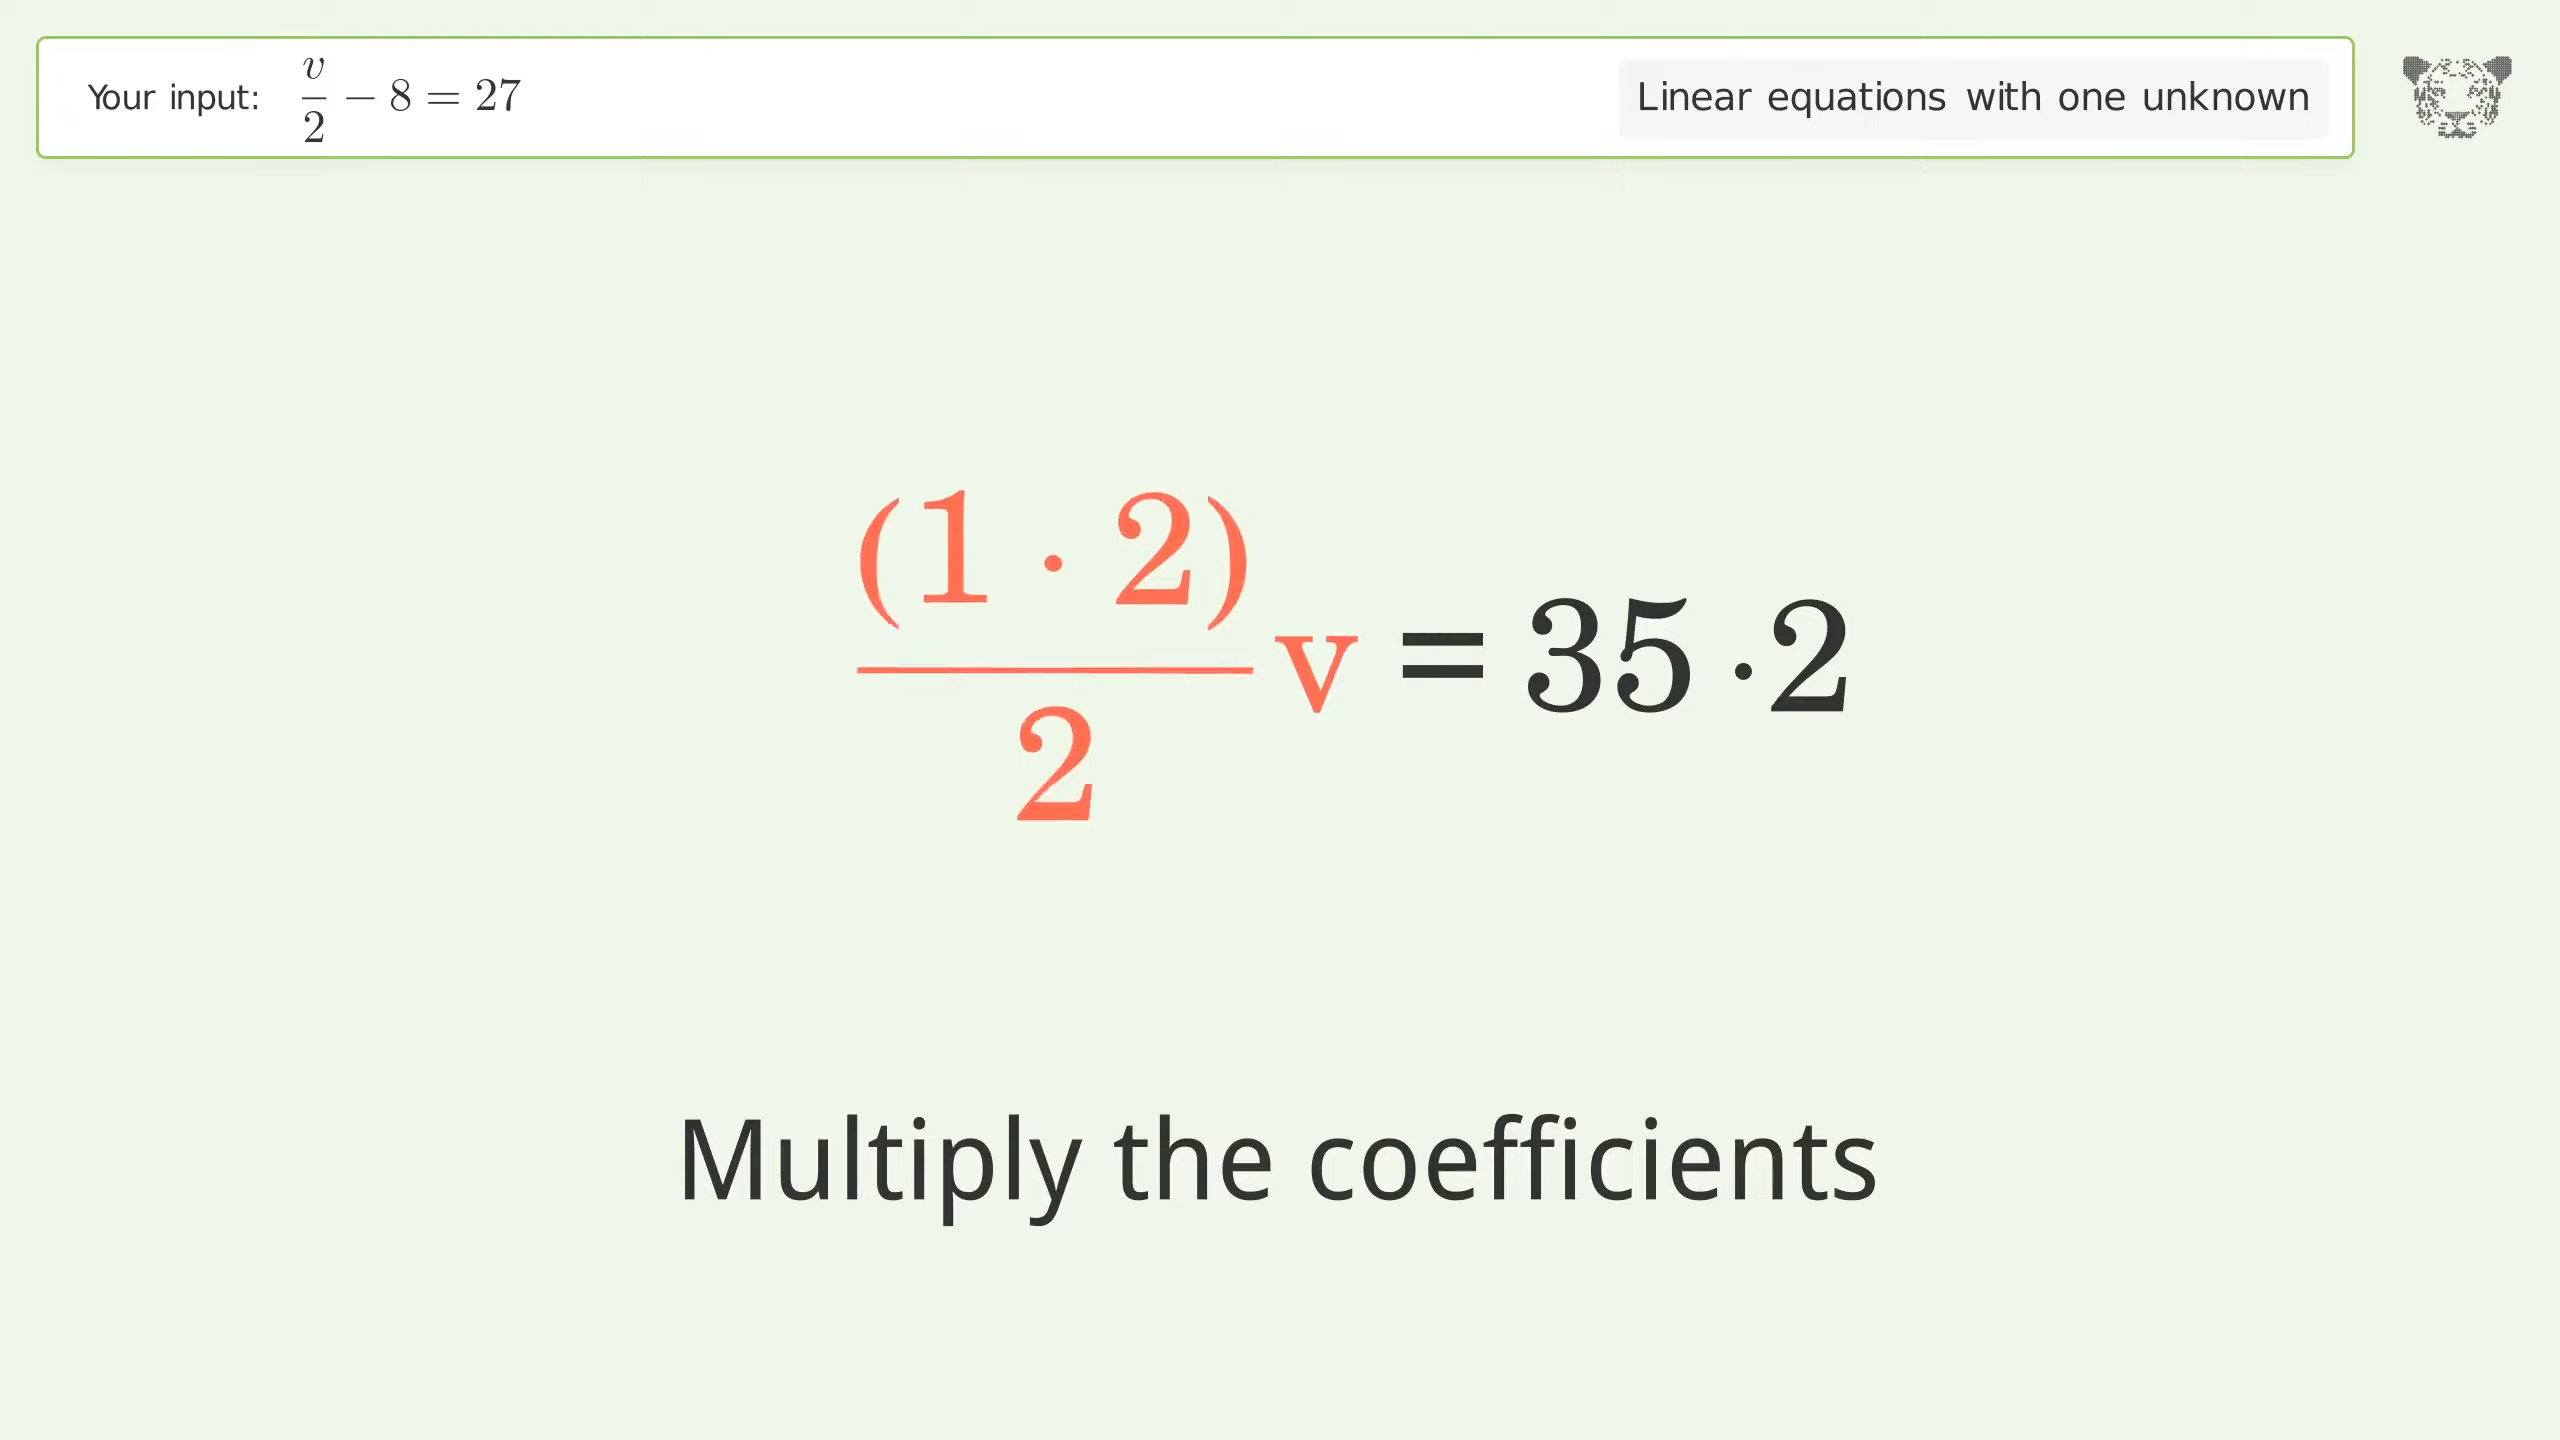 Your input: v/2 − 8 = 27
Linear equations with one unknown
(1 · 2)/2 v = 35 · 2
Multiply the coefficients